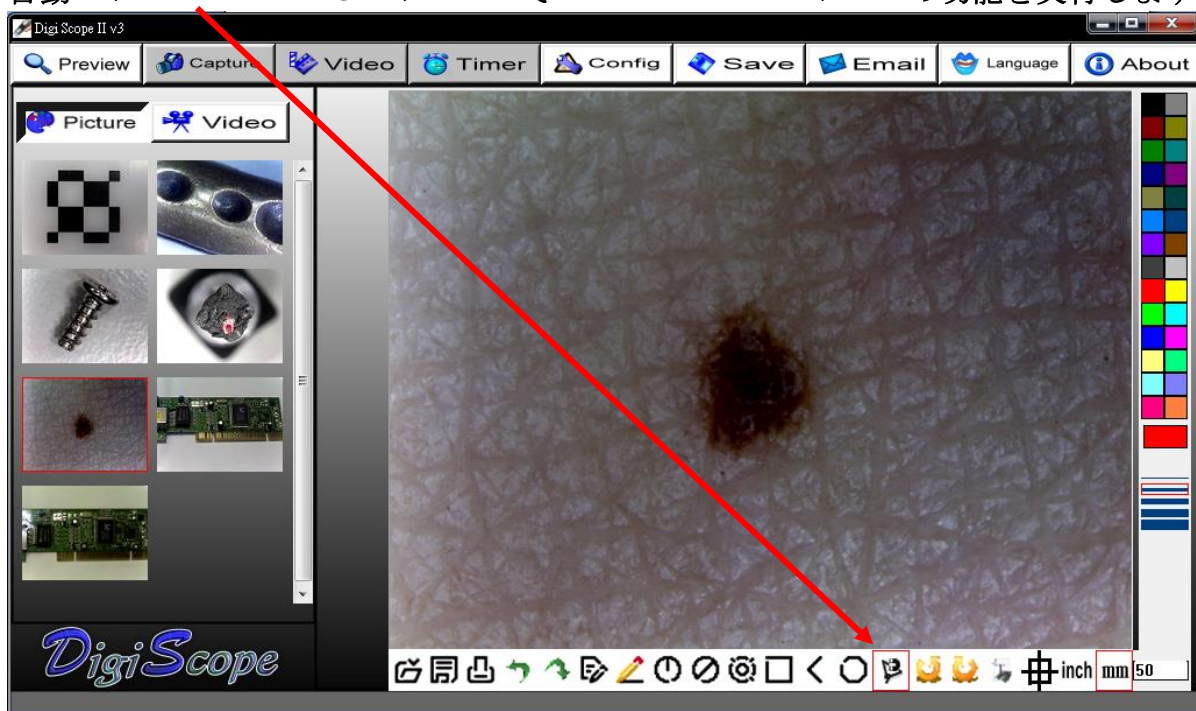 Digi Scope II v3
Preview Capture Video Timer Config Save Email Language About
Picture Video
DigiScope
inch mm 50